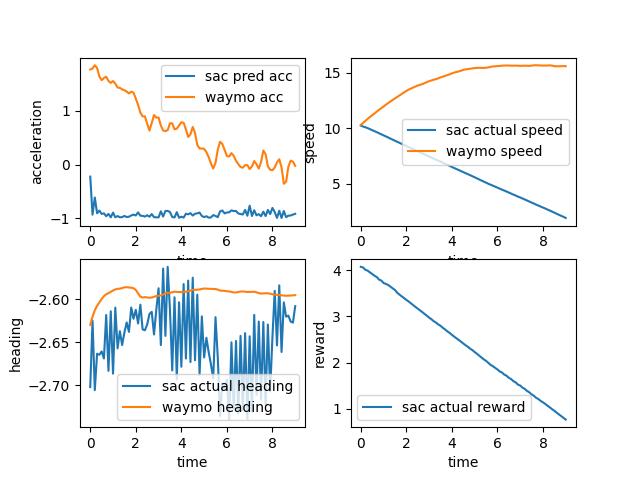 sac pred acc
waymo acc
acceleration
1
0
−1
0
2
4
6
8
time
sac actual speed
waymo speed
speed
15
10
5
0
2
4
6
8
time
sac actual heading
waymo heading
heading
−2.60
−2.65
−2.70
0
2
4
6
8
time
sac actual reward
reward
4
3
2
1
0
2
4
6
8
time